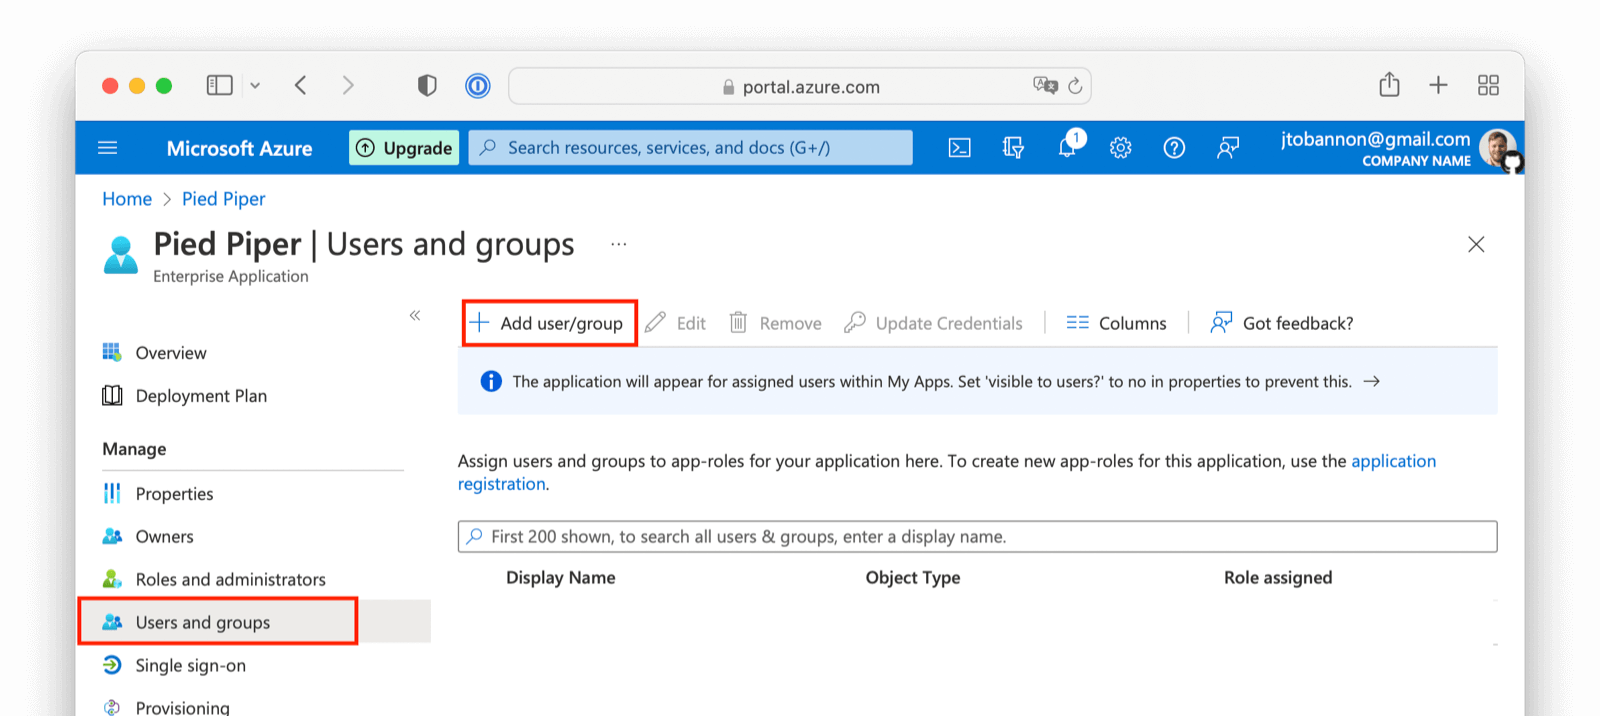 portal.azure.com
Microsoft Azure
Upgrade
Search resources, services, and docs (G+/)
1
jtobannon@gmail.com
COMPANY NAME
Home > Pied Piper
Pied Piper | Users and groups ...
Enterprise Application
«
Add user/group
Edit
Remove
Update Credentials
Columns
Got feedback?
The application will appear for assigned users within My Apps. Set 'visible to users?' to no in properties to prevent this. →
Overview
Deployment Plan
Manage
Properties
Owners
Roles and administrators
Users and groups
Single sign-on
Provisioning
Assign users and groups to app-roles for your application here. To create new app-roles for this application, use the application
registration.
First 200 shown, to search all users & groups, enter a display name.
Display Name
Object Type
Role assigned